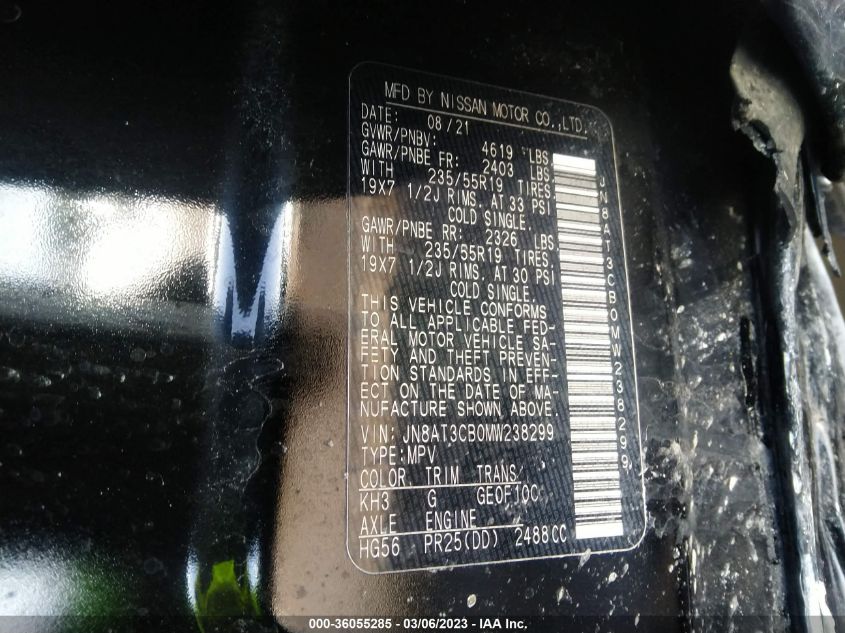 MFD BY NISSAN MOTOR CO.,LTD.
DATE: 08/21
GVWR/PNBV: 4619 LBS
GAWR/PNBE FR: 2403 LBS
WITH 235/55R19 TIRES,
19X7 1/2J RIMS. AT 33 PSI
COLD SINGLE.
GAWR/PNBE RR: 2326 LBS
WITH 235/55R19 TIRES,
19X7 1/2J RIMS. AT 30 PSI
COLD SINGLE.
THIS VEHICLE CONFORMS
TO ALL APPLICABLE FED-
ERAL MOTOR VEHICLE SA-
FETY AND THEFT PREVEN-
TION STANDARDS IN EFF-
ECT ON THE DATE OF MA-
NUFACTURE SHOWN ABOVE.
VIN: JN8AT3CB0MW238299
TYPE:MPV
COLOR TRIM TRANS
KH3 G GE0F10C
AXLE ENGINE
HG56 PR25(DD) 2488CC
JN8AT3CB0MW238299
000-36055285 - 03/06/2023 - IAA Inc.